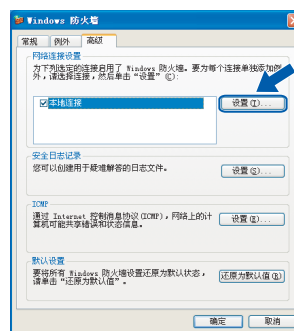 Windows 防火墙
常规 例外 高级
网络连接设置
为下列选定的连接启用了 Windows 防火墙。要为每个连接单独添加例
外，请选择连接，然后单击“设置”(C):
本地连接
设置(T)...
安全日志记录
您可以创建用于疑难解答的日志文件。
设置(S)...
ICMP
通过 Internet 控制消息协议(ICMP)，网络上的计
算机可能共享错误和状态信息。
设置(E)...
默认设置
要将所有 Windows 防火墙设置还原为默认状态，
请单击“还原为默认值”。
还原为默认值(R)
确定 取消